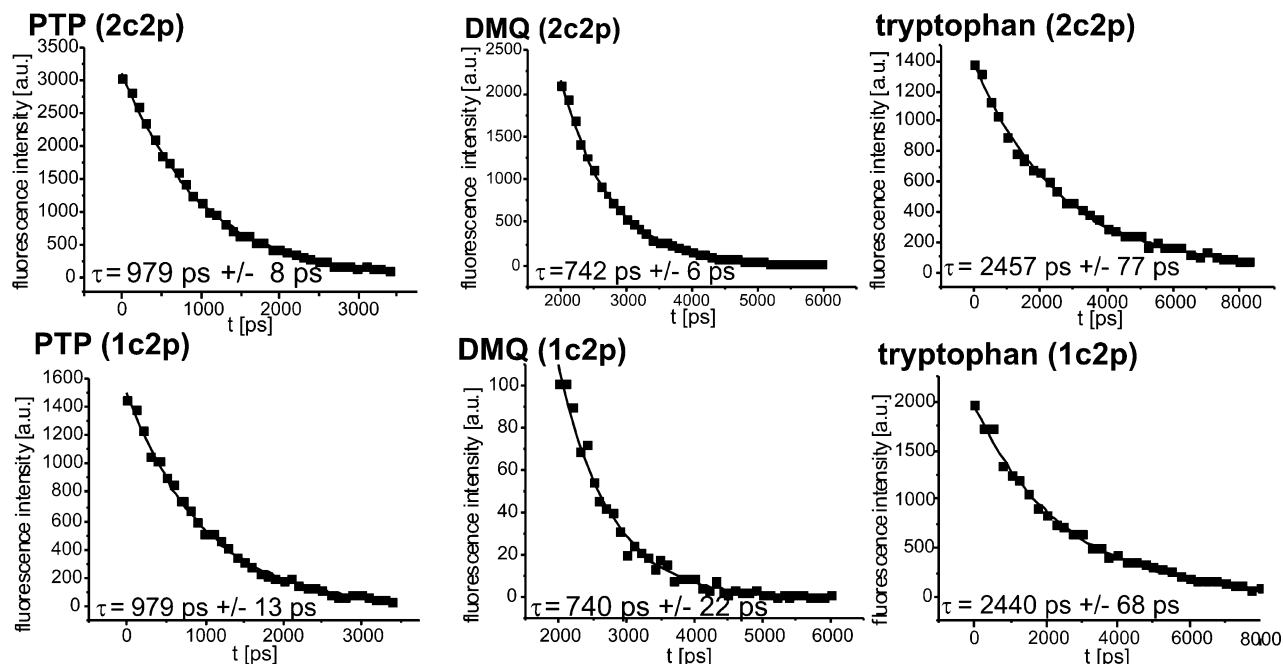 PTP (2c2p)
fluorescence intensity [a.u.]
3500
3000
2500
2000
1500
1000
500
0
τ = 979 ps +/- 8 ps
0 1000 2000 3000
t [ps]
DMQ (2c2p)
fluorescence intensity [a.u.]
2500
2000
1500
1000
500
0
τ=742 ps +/- 6 ps
2000 3000 4000 5000 6000
t [ps]
tryptophan (2c2p)
fluorescence intensity [a.u.]
1400
1200
1000
800
600
400
200
0
τ = 2457 ps +/- 77 ps
0 2000 4000 6000 8000
t [ps]
PTP (1c2p)
fluorescence intensity [a.u.]
1600
1400
1200
1000
800
600
400
200
0
τ = 979 ps +/- 13 ps
0 1000 2000 3000
t [ps]
DMQ (1c2p)
fluorescence intensity [a.u.]
100
80
60
40
20
0
τ = 740 ps +/- 22 ps
2000 3000 4000 5000 6000
t [ps]
tryptophan (1c2p)
fluorescence intensity [a.u.]
2000
1500
1000
500
0
τ = 2440 ps +/- 68 ps
0 2000 4000 6000 8000
t [ps]